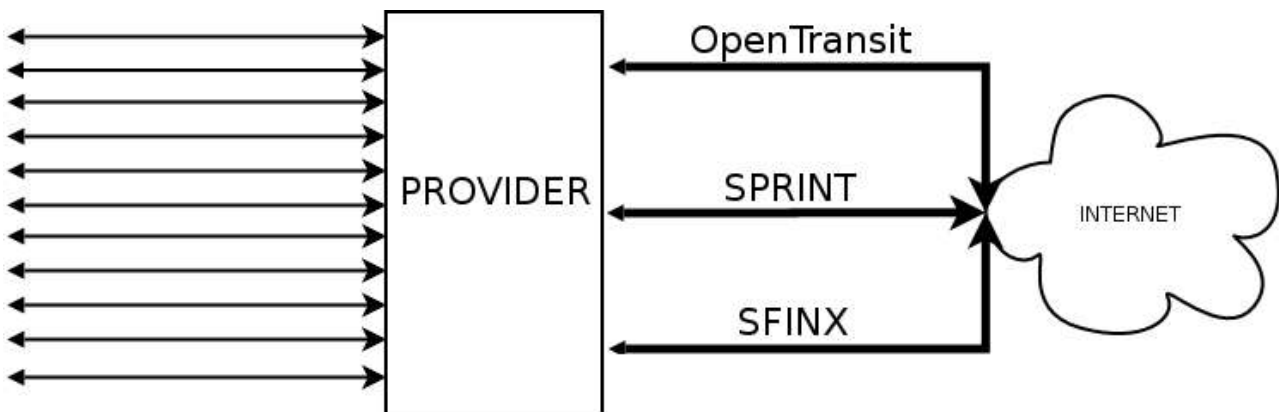 OpenTransit
PROVIDER
SPRINT
INTERNET
SFINX